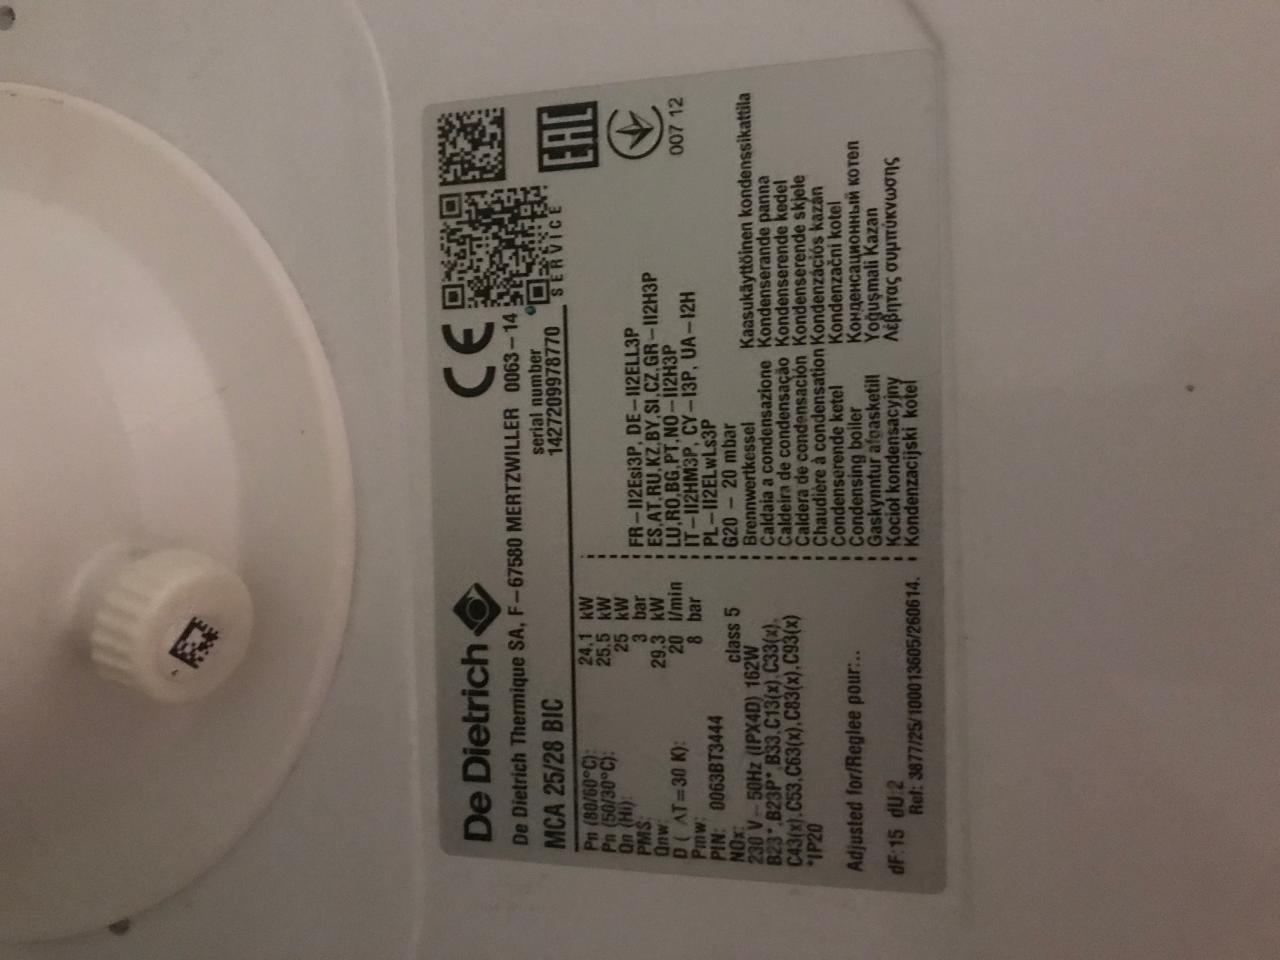 De Dietrich
De Dietrich Thermique SA, F-67580 MERTZWILLER 0063-14
MCA 25/28 BIC
serial number
1427209978770
SERVICE
EAC
007 12
Pn (80/60°C): 24,1 kW
Pn (50/30°C): 25,5 kW
Qn (Hi): 25 kW
PMS: 3 bar
Qnw: 29,3 kW
D ( ΔT=30 K): 20 l/min
Pmw: 8 bar
PIN: 0063BT3444
NOx: class 5
230 V ~ 50Hz (IPX4D) 162W
B23*,B23P*,B33,C13(x),C33(x),
C43(x),C53,C63(x),C83(x),C93(x)
*IP20
Adjusted for/Reglee pour:..
dF:15 dU:2
Ref: 3877/25/100013605/260614.
FR-II2Esi3P, DE-II2ELL3P
ES,AT,RU,KZ,BY,SI,CZ,GR-II2H3P
LU,RO,BG,PT,NO-II2H3P
IT-II2HM3P, CY-I3P, UA-I2H
PL-II2ELwLs3P
G20 - 20 mbar
Brennwertkessel
Caldaia a condensazione
Caldeira de condensação
Caldera de condensación
Chaudière à condensation
Condenserende ketel
Condensing boiler
Gaskynntur afgasketill
Kocioł kondensacyjny
Kondenzacijski kotel
Kaasukäyttöinen kondenssikattila
Kondenserande panna
Kondenserende kedel
Kondenserende skjele
Kondenzációs kazán
Kondenzační kotel
Конденсационный котел
Yoğuşmali Kazan
Λέβητας συμπύκνωσης